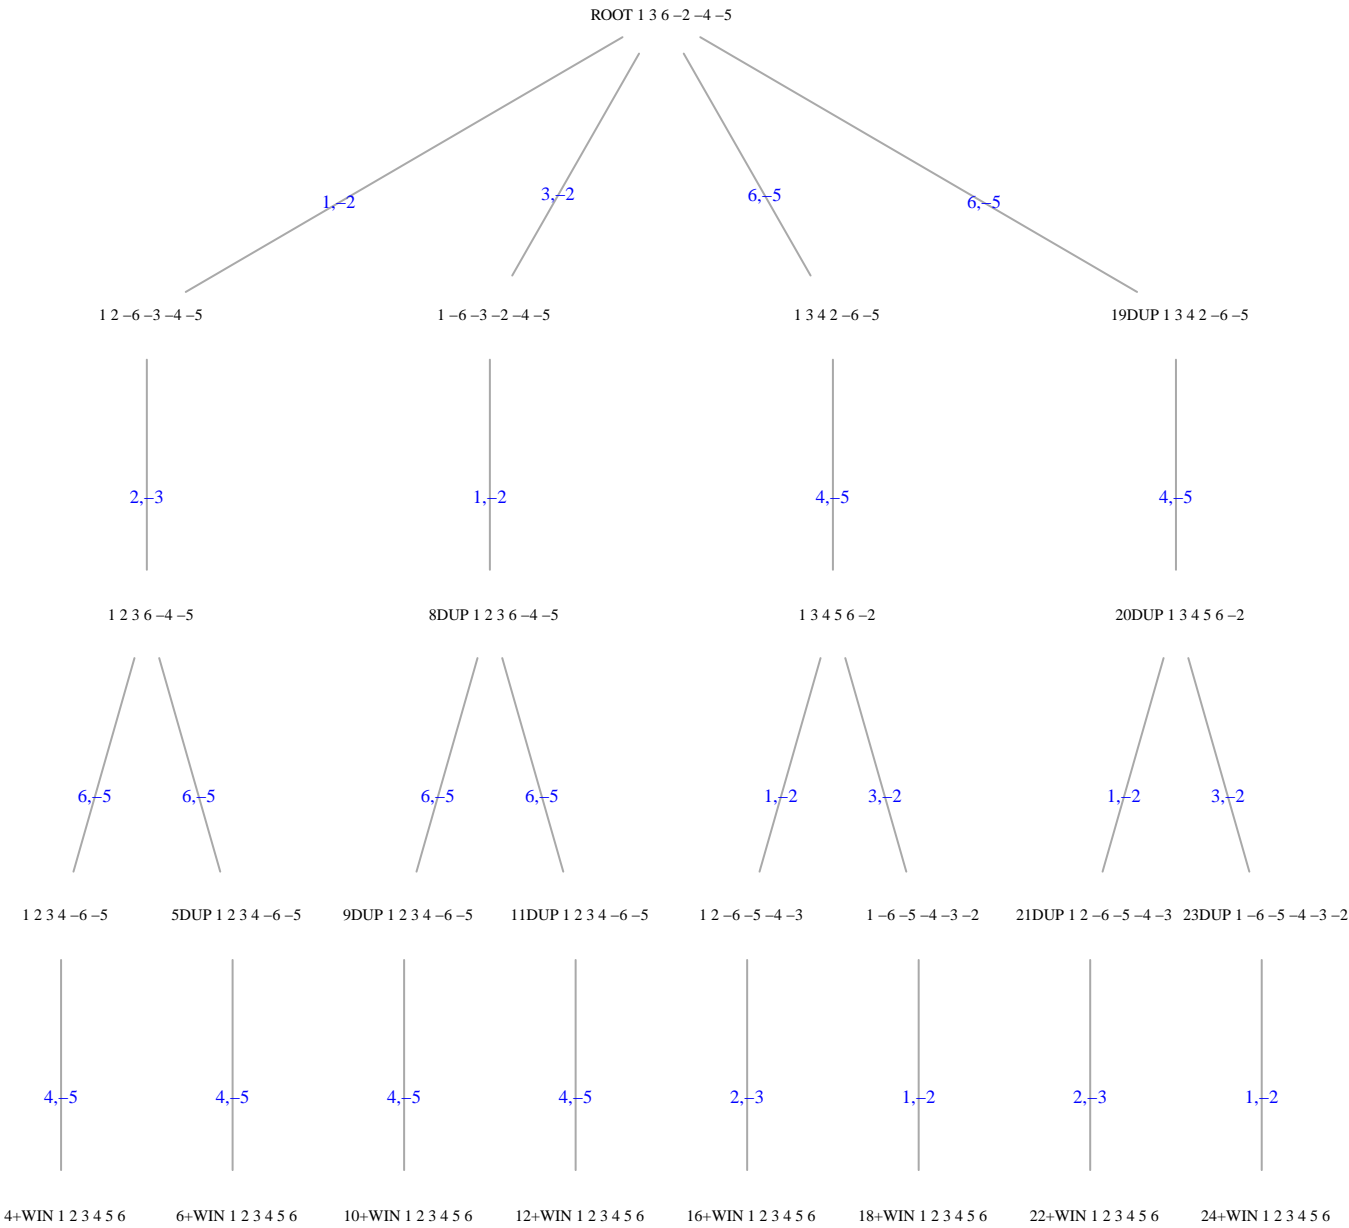 ROOT 1 3 6 –2 –4 –5
1,–2 3,–2 6,–5 6,–5
1 2 –6 –3 –4 –5 1 –6 –3 –2 –4 –5 1 3 4 2 –6 –5 19DUP 1 3 4 2 –6 –5
2,–3 1,–2 4,–5 4,–5
1 2 3 6 –4 –5 8DUP 1 2 3 6 –4 –5 1 3 4 5 6 –2 20DUP 1 3 4 5 6 –2
6,–5 6,–5 6,–5 6,–5 1,–2 3,–2 1,–2 3,–2
1 2 3 4 –6 –5 5DUP 1 2 3 4 –6 –5 9DUP 1 2 3 4 –6 –5 11DUP 1 2 3 4 –6 –5 1 2 –6 –5 –4 –3 1 –6 –5 –4 –3 –2 21DUP 1 2 –6 –5 –4 –3 23DUP 1 –6 –5 –4 –3 –2
4,–5 4,–5 4,–5 4,–5 2,–3 1,–2 2,–3 1,–2
4+WIN 1 2 3 4 5 6 6+WIN 1 2 3 4 5 6 10+WIN 1 2 3 4 5 6 12+WIN 1 2 3 4 5 6 16+WIN 1 2 3 4 5 6 18+WIN 1 2 3 4 5 6 22+WIN 1 2 3 4 5 6 24+WIN 1 2 3 4 5 6